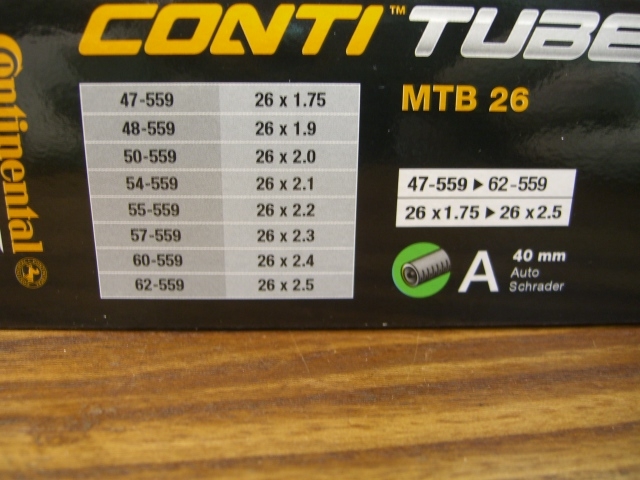 CONTI™ TUBE
Continental
47-559 26 x 1.75
48-559 26 x 1.9
50-559 26 x 2.0
54-559 26 x 2.1
55-559 26 x 2.2
57-559 26 x 2.3
60-559 26 x 2.4
62-559 26 x 2.5
MTB 26
47-559 ▶ 62-559
26 x1.75 ▶ 26 x2.5
A 40 mm
Auto
Schrader